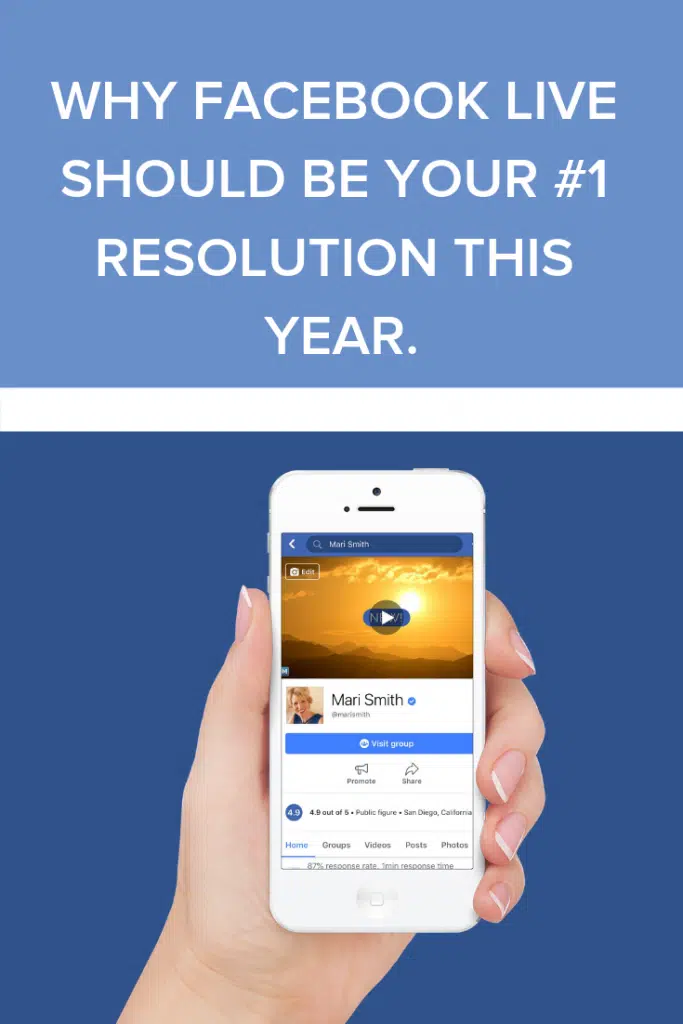 WHY FACEBOOK LIVE
SHOULD BE YOUR #1
RESOLUTION THIS
YEAR.
Mari Smith
Edit
NEW!
Mari Smith
@marismith
Visit group
Promote Share
4.9 4.9 out of 5 • Public figure • San Diego, California
Home Groups Videos Posts Photos
87% response rate, 1min response time